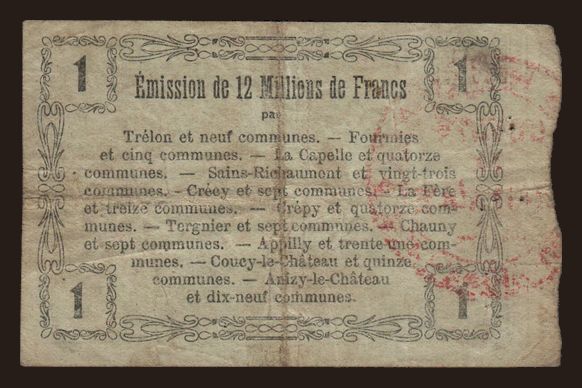 1 1
Émission de 12 Millions de Francs
par
Trélon et neuf communes. — Fourmies
et cinq communes. — La Capelle et quatorze
communes. — Sains-Richaumont et vingt-trois
communes. - Crécy et sept communes. — La Fère
et treize communes. — Crépy et quatorze com-
munes. — Tergnier et sept communes. — Chauny
et sept communes. — Appilly et trente-une com-
munes. — Coucy-le-Château et quinze
communes. — Anizy-le-Château
et dix-neuf communes.
1 1